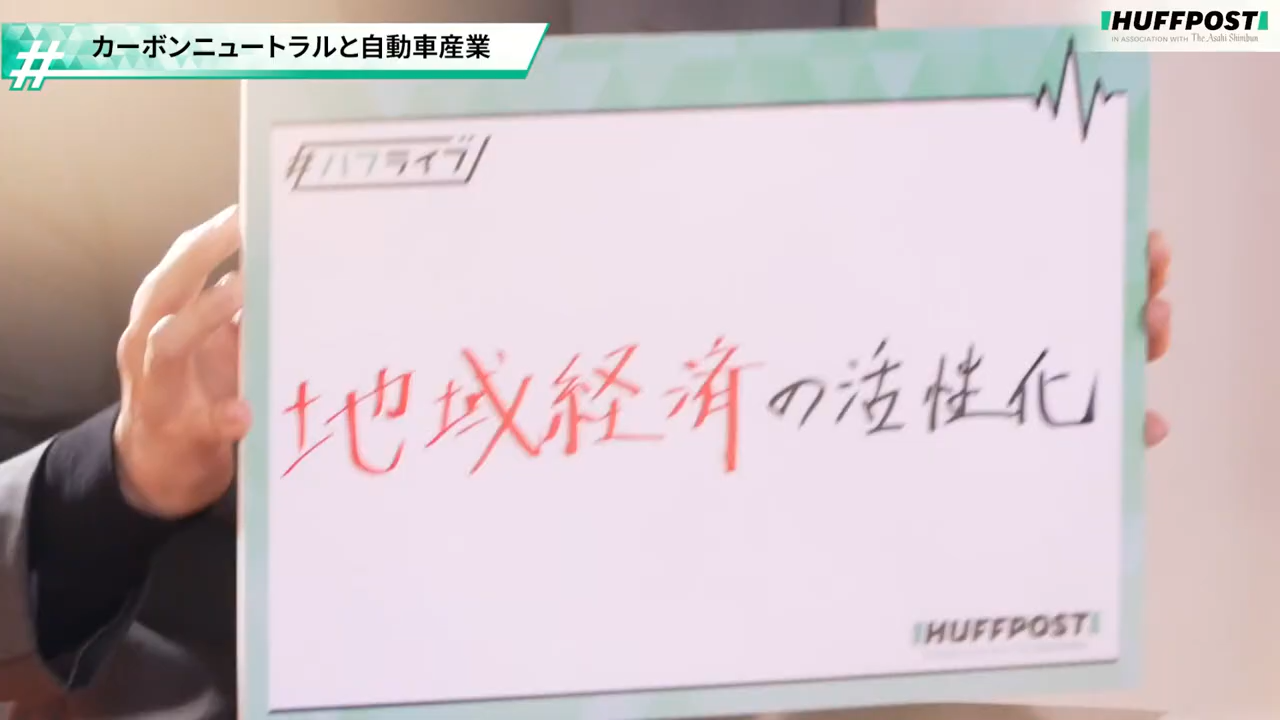 # カーボンニュートラルと自動車産業
HUFFPOST
IN ASSOCIATION WITH The Asahi Shimbun
#ハフライブ
地域経済の活性化
HUFFPOST